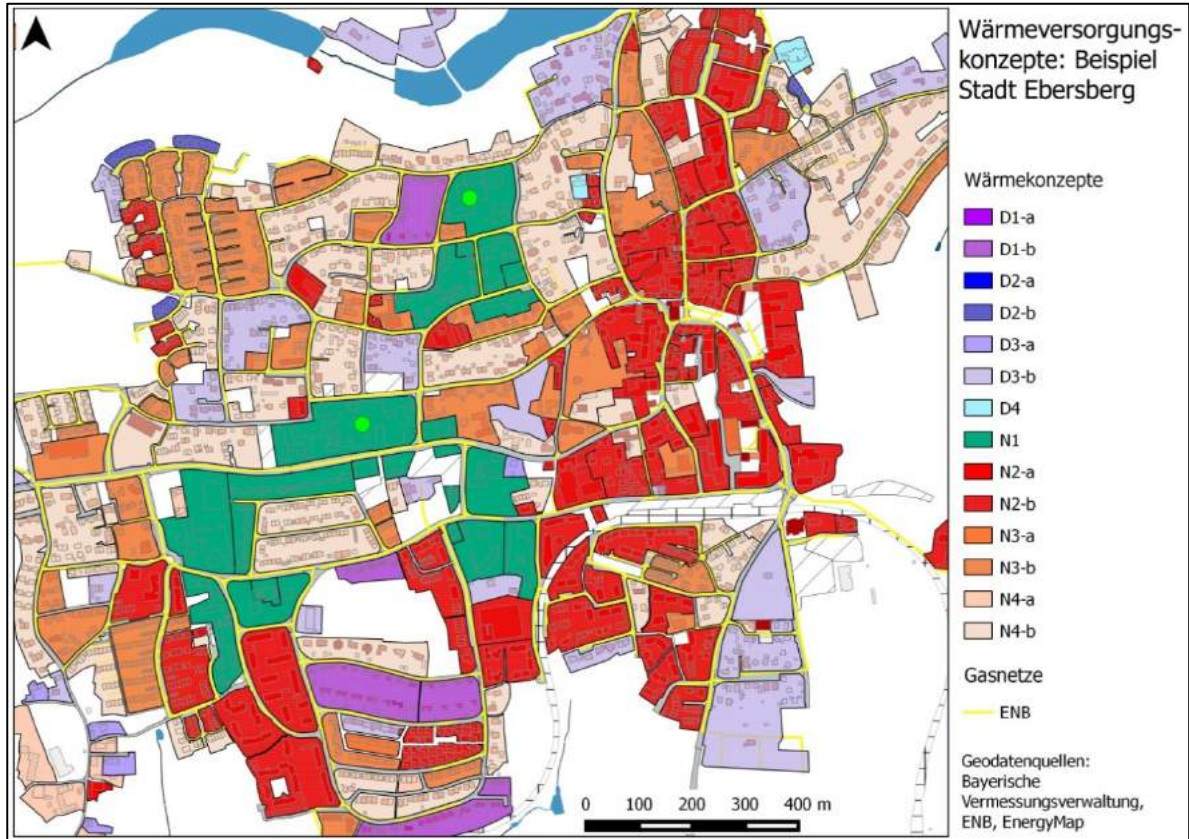 Wärmeversorgungs-
konzepte: Beispiel
Stadt Ebersberg
Wärmekonzepte
D1-a
D1-b
D2-a
D2-b
D3-a
D3-b
D4
N1
N2-a
N2-b
N3-a
N3-b
N4-a
N4-b
Gasnetze
ENB
Geodatenquellen:
Bayerische
Vermessungsverwaltung,
ENB, EnergyMap
0 100 200 300 400 m